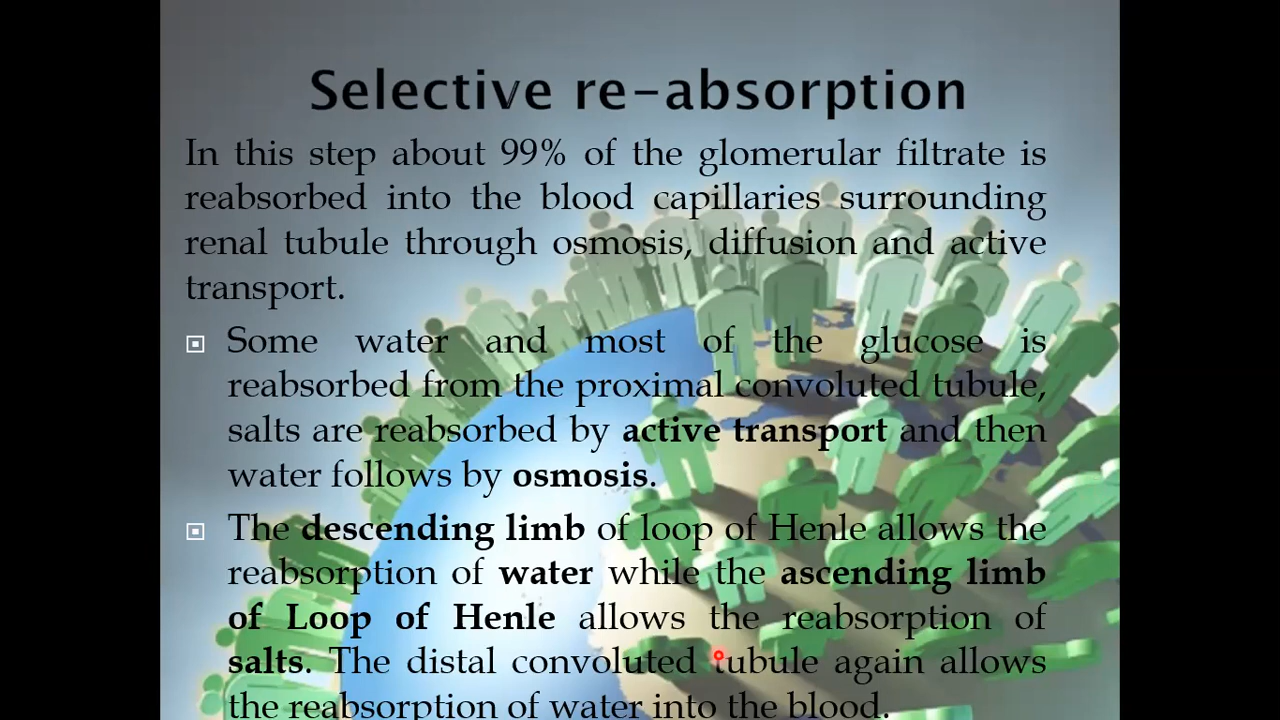 Selective re-absorption
In this step about 99% of the glomerular filtrate is
reabsorbed into the blood capillaries surrounding
renal tubule through osmosis, diffusion and active
transport.
Some water and most of the glucose is
reabsorbed from the proximal convoluted tubule,
salts are reabsorbed by active transport and then
water follows by osmosis.
The descending limb of loop of Henle allows the
reabsorption of water while the ascending limb
of Loop of Henle allows the reabsorption of
salts. The distal convoluted tubule again allows
the reabsorption of water into the blood.